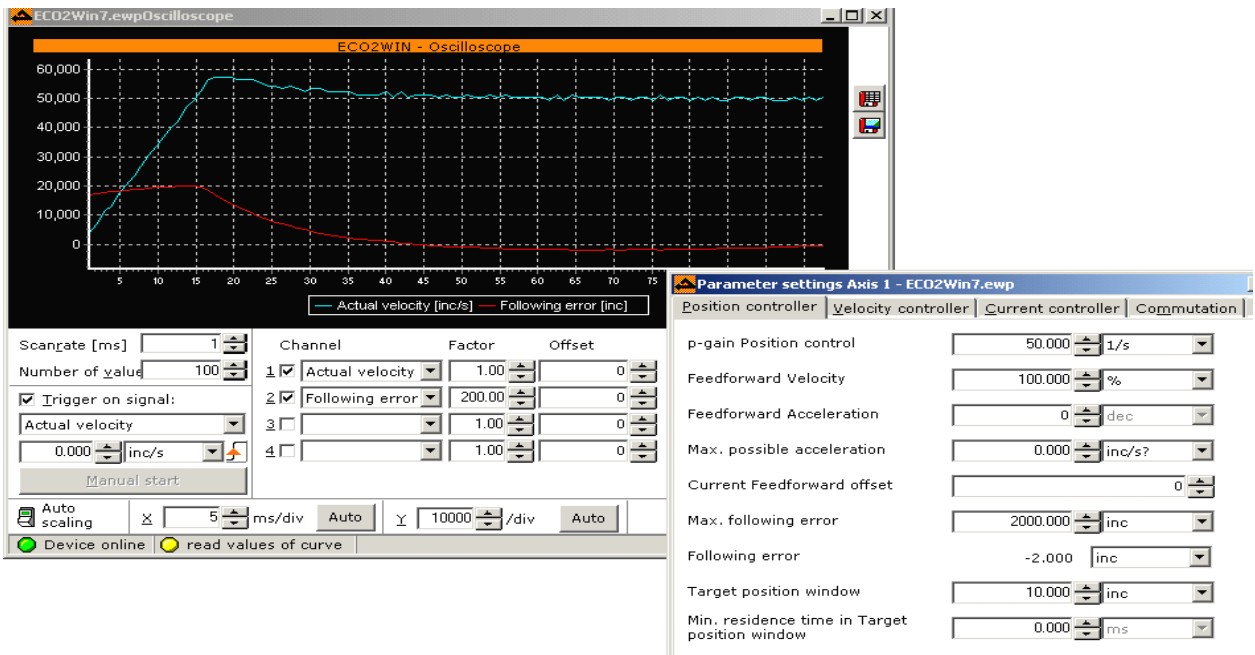 ECO2Win7.ewpOscilloscope
ECO2WIN - Oscilloscope
60,000
50,000
40,000
30,000
20,000
10,000
0
5 10 15 20 25 30 35 40 45 50 55 60 65 70 75
Actual velocity [inc/s] Following error [inc]
Scanrate [ms] 1
Number of value 100
Trigger on signal:
Actual velocity
0.000 inc/s
Manual start
Channel Factor Offset
1 Actual velocity 1.00 0
2 Following error 200.00 0
3 1.00 0
4 1.00 0
Auto scaling X 5 ms/div Auto Y 10000 /div Auto
Device online read values of curve
Parameter settings Axis 1 - ECO2Win7.ewp
Position controller Velocity controller Current controller Commutation
p-gain Position control 50.000 1/s
Feedforward Velocity 100.000 %
Feedforward Acceleration 0 dec
Max. possible acceleration 0.000 inc/s?
Current Feedforward offset 0
Max. following error 2000.000 inc
Following error -2.000 inc
Target position window 10.000 inc
Min. residence time in Target
position window 0.000 ms